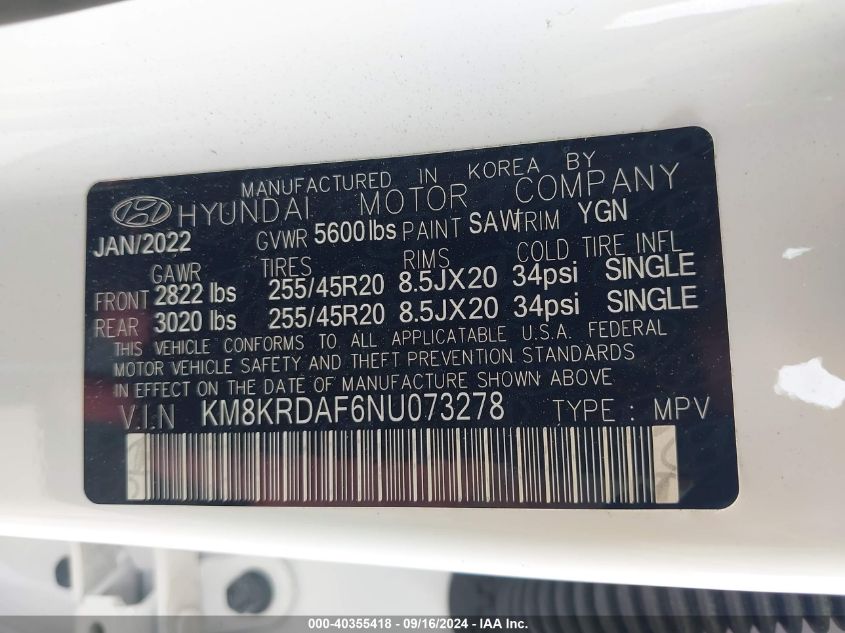 MANUFACTURED IN KOREA BY
HYUNDAI MOTOR COMPANY
JAN/2022 GVWR 5600 lbs PAINT SAW TRIM YGN
GAWR TIRES RIMS COLD TIRE INFL
FRONT 2822 lbs 255/45R20 8.5JX20 34psi SINGLE
REAR 3020 lbs 255/45R20 8.5JX20 34psi SINGLE
THIS VEHICLE CONFORMS TO ALL APPLICATABLE U.S.A. FEDERAL
MOTOR VEHICLE SAFETY AND THEFT PREVENTION STANDARDS
IN EFFECT ON THE DATE OF MANUFACTURE SHOWN ABOVE
V.I.N KM8KRDAF6NU073278 TYPE : MPV
000-40355418 - 09/16/2024 - IAA Inc.